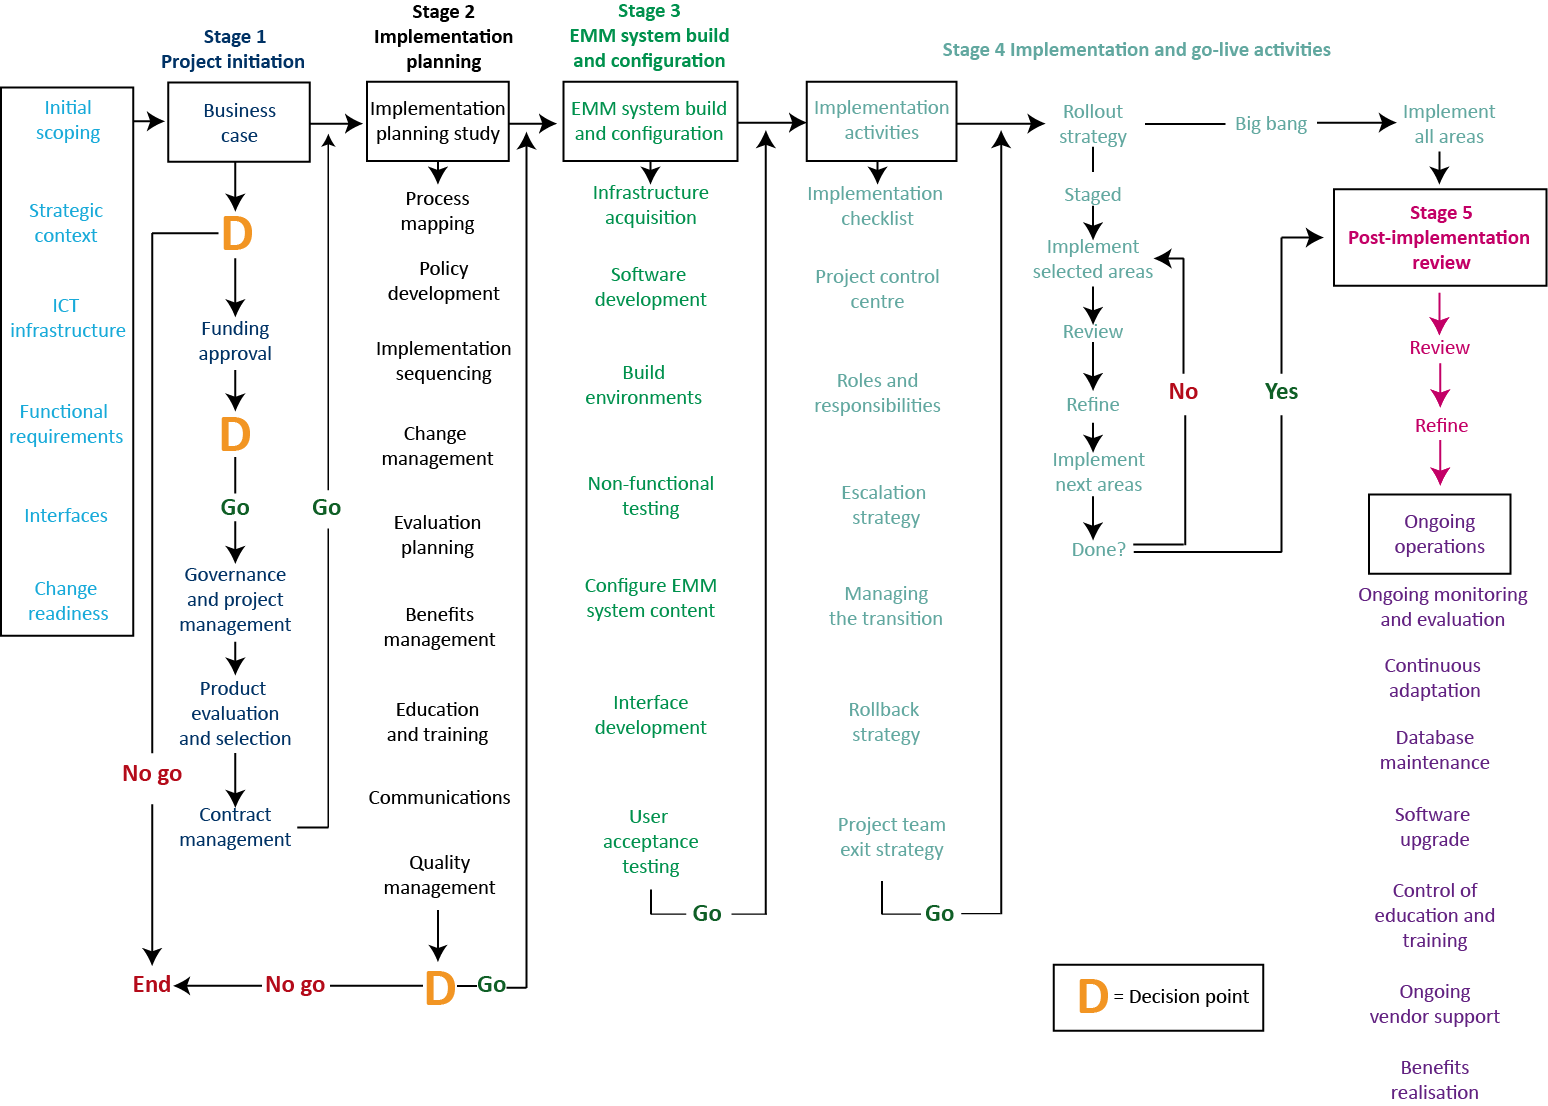 Stage 1
Project initiation
Stage 2
Implementation
planning
Stage 3
EMM system build
and configuration
Stage 4 Implementation and go-live activities
Initial
scoping
Strategic
context
ICT
infrastructure
Functional
requirements
Interfaces
Change
readiness
Business
case
D
Funding
approval
D
Go
Governance
and project
management
Product
evaluation
and selection
Contract
management
No go
End
Go
Implementation
planning study
Process
mapping
Policy
development
Implementation
sequencing
Change
management
Evaluation
planning
Benefits
management
Education
and training
Communications
Quality
management
No go
D
Go
EMM system build
and configuration
Infrastructure
acquisition
Software
development
Build
environments
Non-functional
testing
Configure EMM
system content
Interface
development
User
acceptance
testing
Go
Implementation
activities
Implementation
checklist
Project control
centre
Roles and
responsibilities
Escalation
strategy
Managing
the transition
Rollback
strategy
Project team
exit strategy
Go
Rollout
strategy
Big bang
Implement
all areas
Staged
Implement
selected areas
Review
Refine
Implement
next areas
Done?
No
Yes
Stage 5
Post-implementation
review
Review
Refine
Ongoing
operations
Ongoing monitoring
and evaluation
Continuous
adaptation
Database
maintenance
Software
upgrade
Control of
education and
training
Ongoing
vendor support
Benefits
realisation
D = Decision point